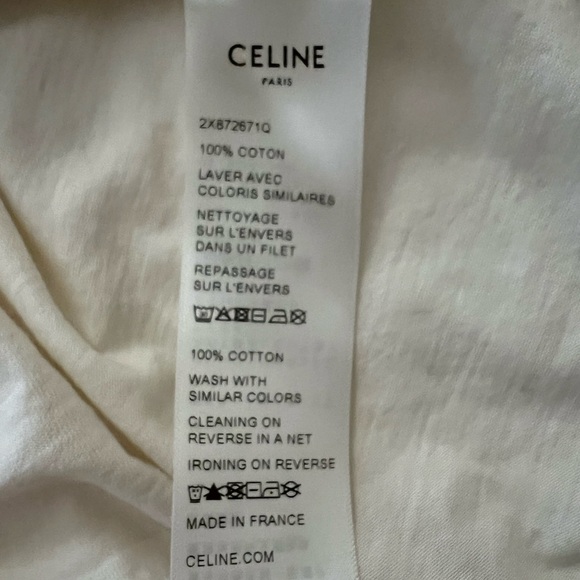 CELINE
PARIS
2X872671Q
100% COTON
LAVER AVEC
COLORIS SIMILAIRES
NETTOYAGE
SUR L'ENVERS
DANS UN FILET
REPASSAGE
SUR L'ENVERS
100% COTTON
WASH WITH
SIMILAR COLORS
CLEANING ON
REVERSE IN A NET
IRONING ON REVERSE
MADE IN FRANCE
CELINE.COM